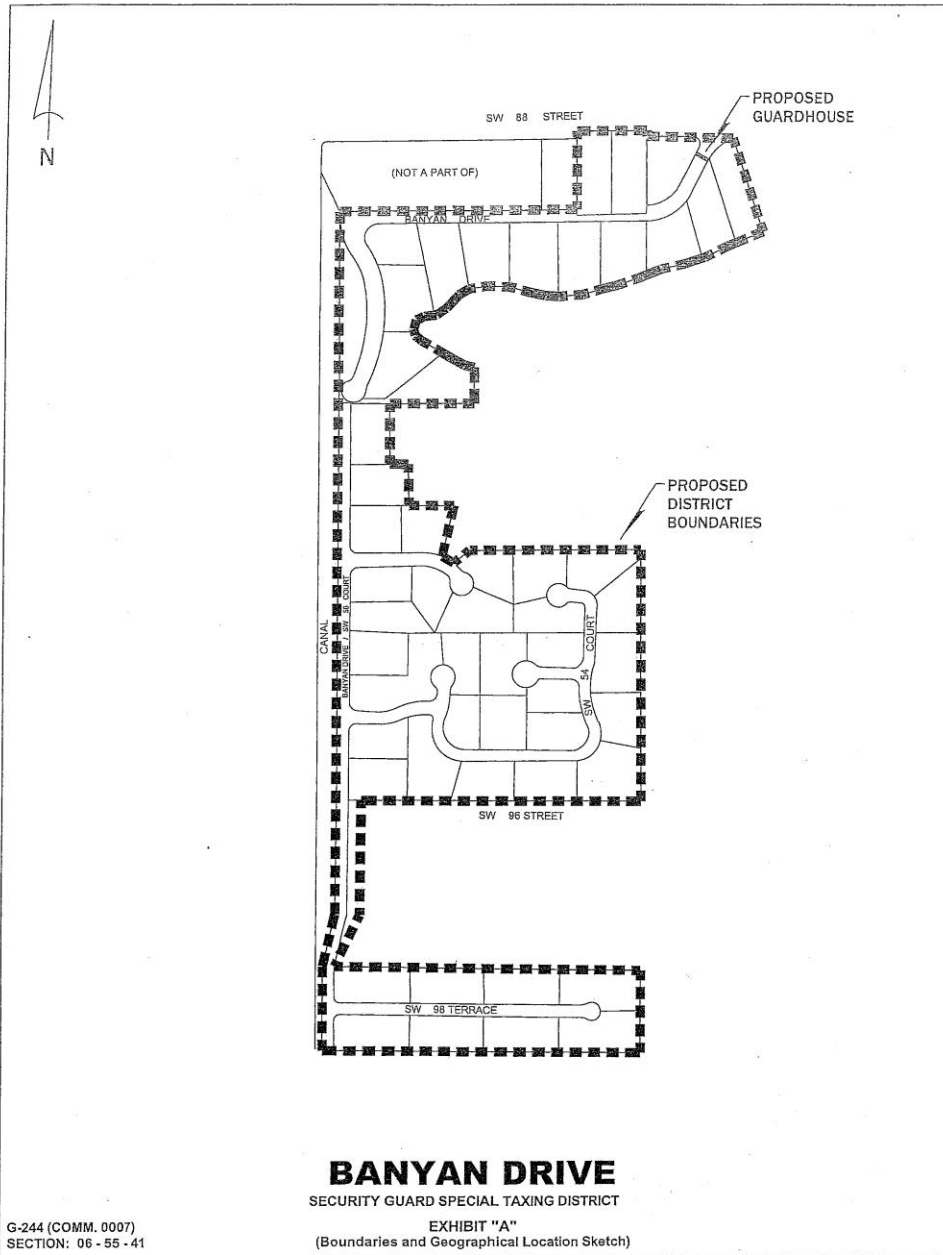 SW 88 STREET
PROPOSED
GUARDHOUSE
N
(NOT A PART OF)
BANYAN DRIVE
PROPOSED
DISTRICT
BOUNDARIES
CANAL
BANYAN DRIVE / SW 56 COURT
SW 54 COURT
SW 96 STREET
SW 98 TERRACE
BANYAN DRIVE
SECURITY GUARD SPECIAL TAXING DISTRICT
G-244 (COMM. 0007)
SECTION: 06 - 55 - 41
EXHIBIT "A"
(Boundaries and Geographical Location Sketch)